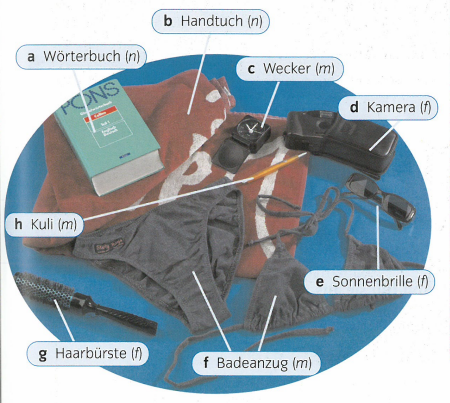 b Handtuch (n)
a Wörterbuch (n)
c Wecker (m)
d Kamera (f)
PONS
h Kuli (m)
e Sonnenbrille (f)
g Haarbürste (f)
f Badeanzug (m)